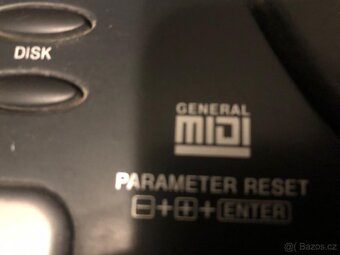 DISK
GENERAL
MIDI
PARAMETER RESET
⊟+⊞+ENTER
Bazos.cz